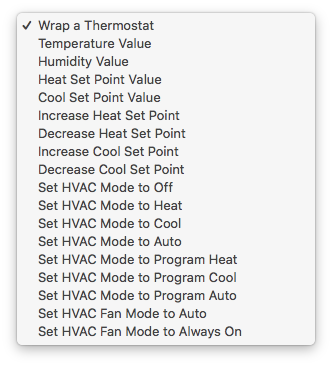 ✓ Wrap a Thermostat
Temperature Value
Humidity Value
Heat Set Point Value
Cool Set Point Value
Increase Heat Set Point
Decrease Heat Set Point
Increase Cool Set Point
Decrease Cool Set Point
Set HVAC Mode to Off
Set HVAC Mode to Heat
Set HVAC Mode to Cool
Set HVAC Mode to Auto
Set HVAC Mode to Program Heat
Set HVAC Mode to Program Cool
Set HVAC Mode to Program Auto
Set HVAC Fan Mode to Auto
Set HVAC Fan Mode to Always On